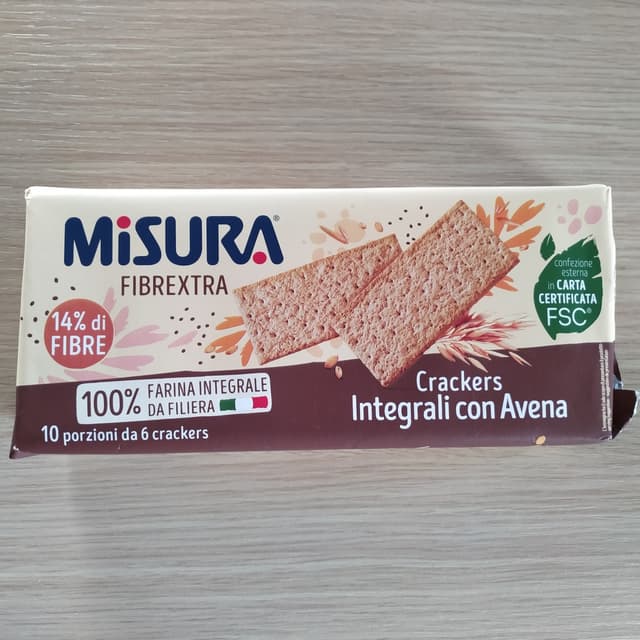 MiSURA®
FIBREXTRA
14% di
FIBRE
100% FARINA INTEGRALE
DA FILIERA
10 porzioni da 6 crackers
Crackers
Integrali con Avena
confezione
esterna
in CARTA
CERTIFICATA
FSC®